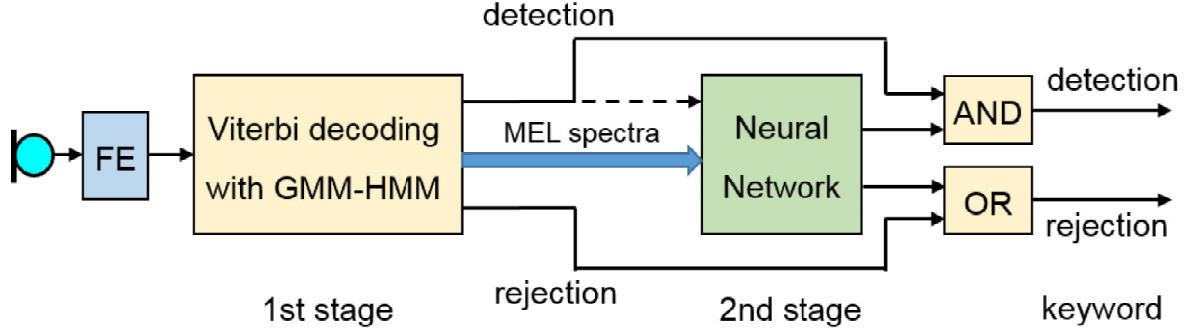 detection
FE
Viterbi decoding
with GMM-HMM
MEL spectra
Neural
Network
AND
detection
OR
rejection
rejection
1st stage
2nd stage
keyword